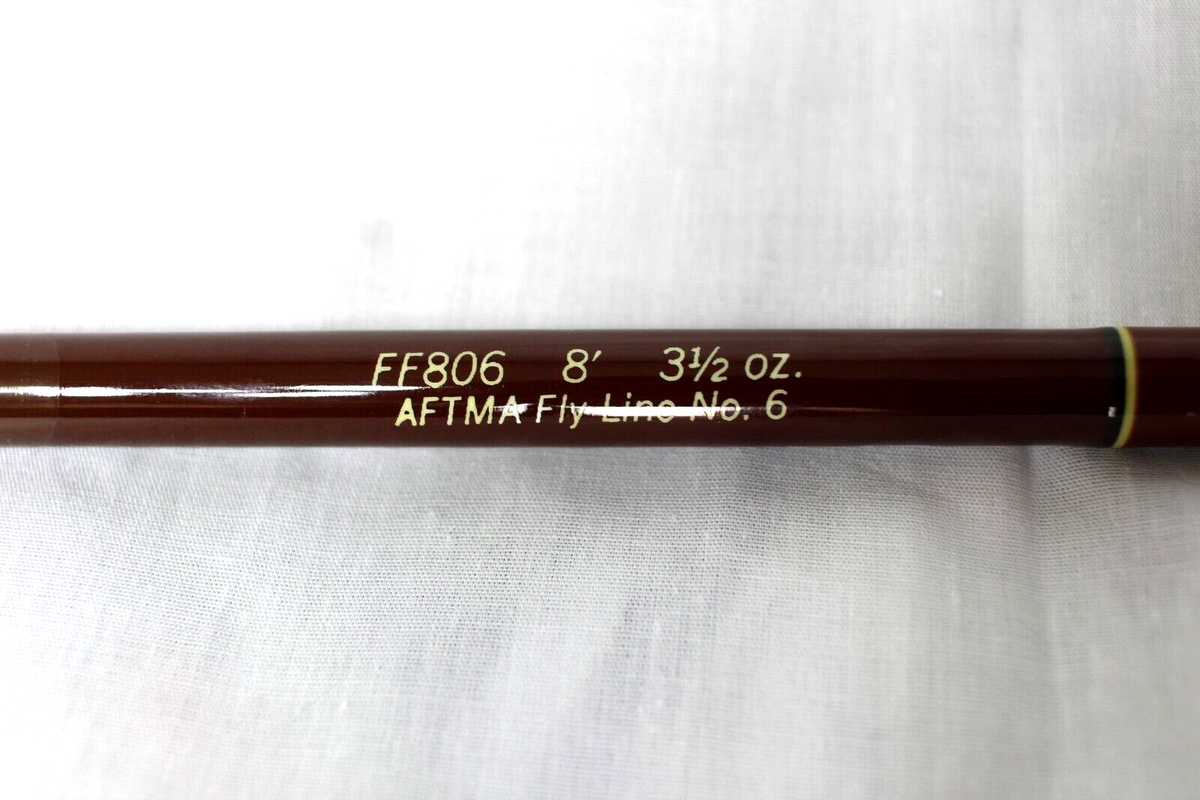 FF806 8' 3½ oz.
AFTMA Fly Line No. 6